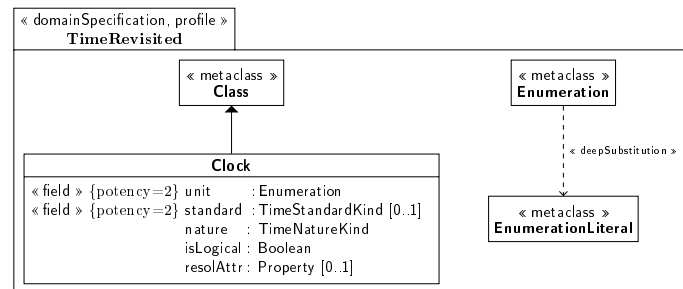 « domainSpecification, profile »
TimeRevisited
« metaclass »
Class
« metaclass »
Enumeration
« deepSubstitution »
Clock
« field » {potency=2} unit : Enumeration
« field » {potency=2} standard : TimeStandardKind [0..1]
nature : TimeNatureKind
isLogical : Boolean
resolAttr : Property [0..1]
« metaclass »
EnumerationLiteral